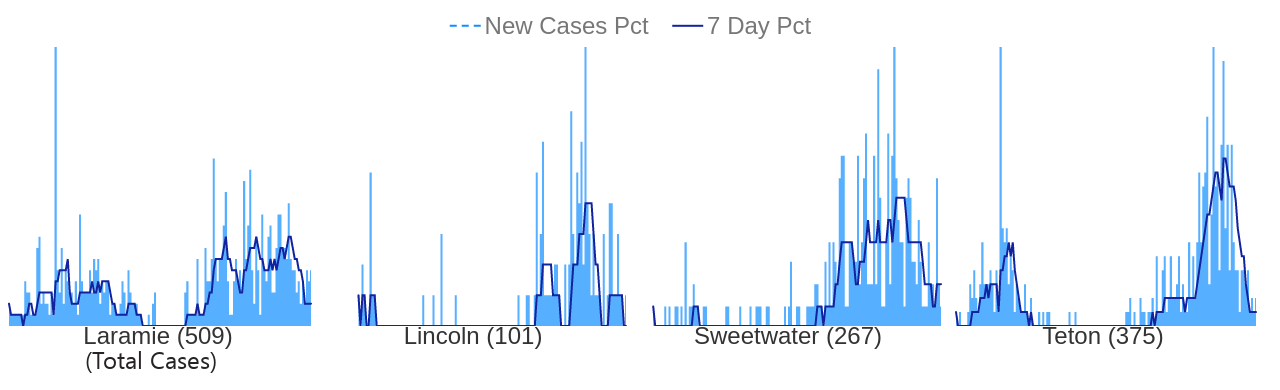 New Cases Pct 7 Day Pct
Laramie (509) Lincoln (101) Sweetwater (267) Teton (375)
(Total Cases)